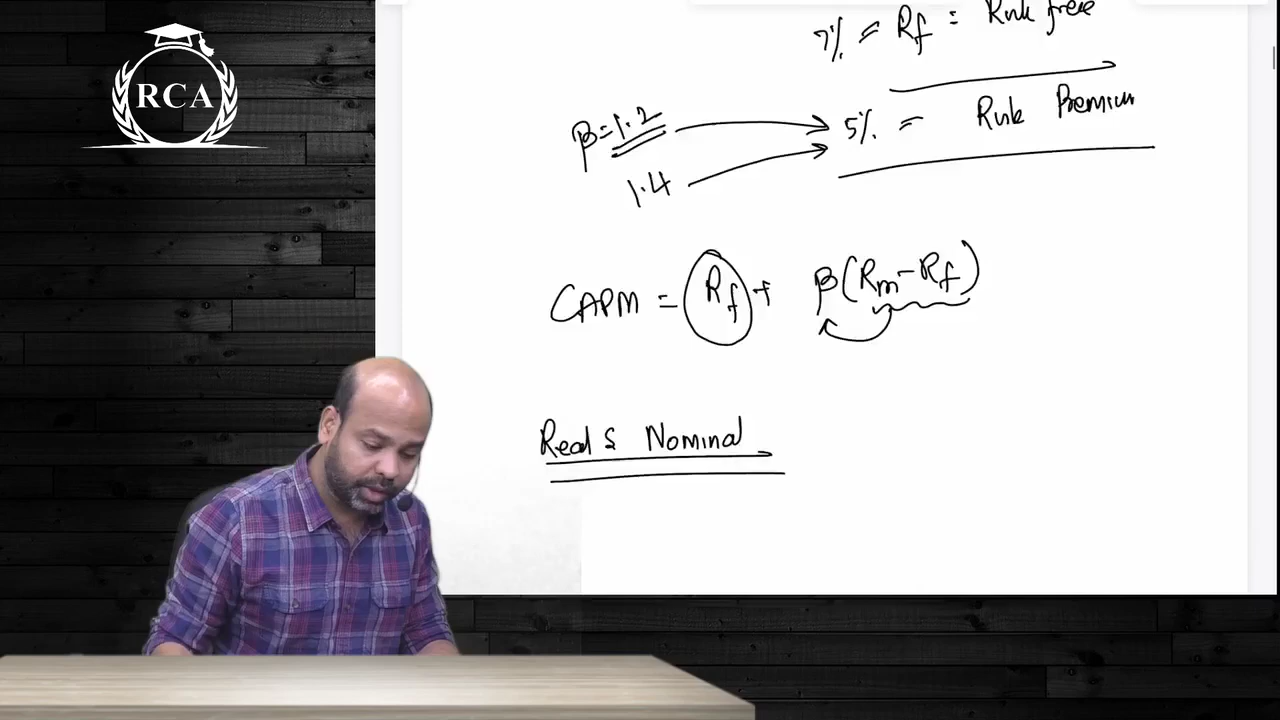 RCA
7% = Rf = Risk free
5% = Risk Premium
β=1.2
1.4
CAPM = Rf + β(Rm-Rf)
Real & Nominal